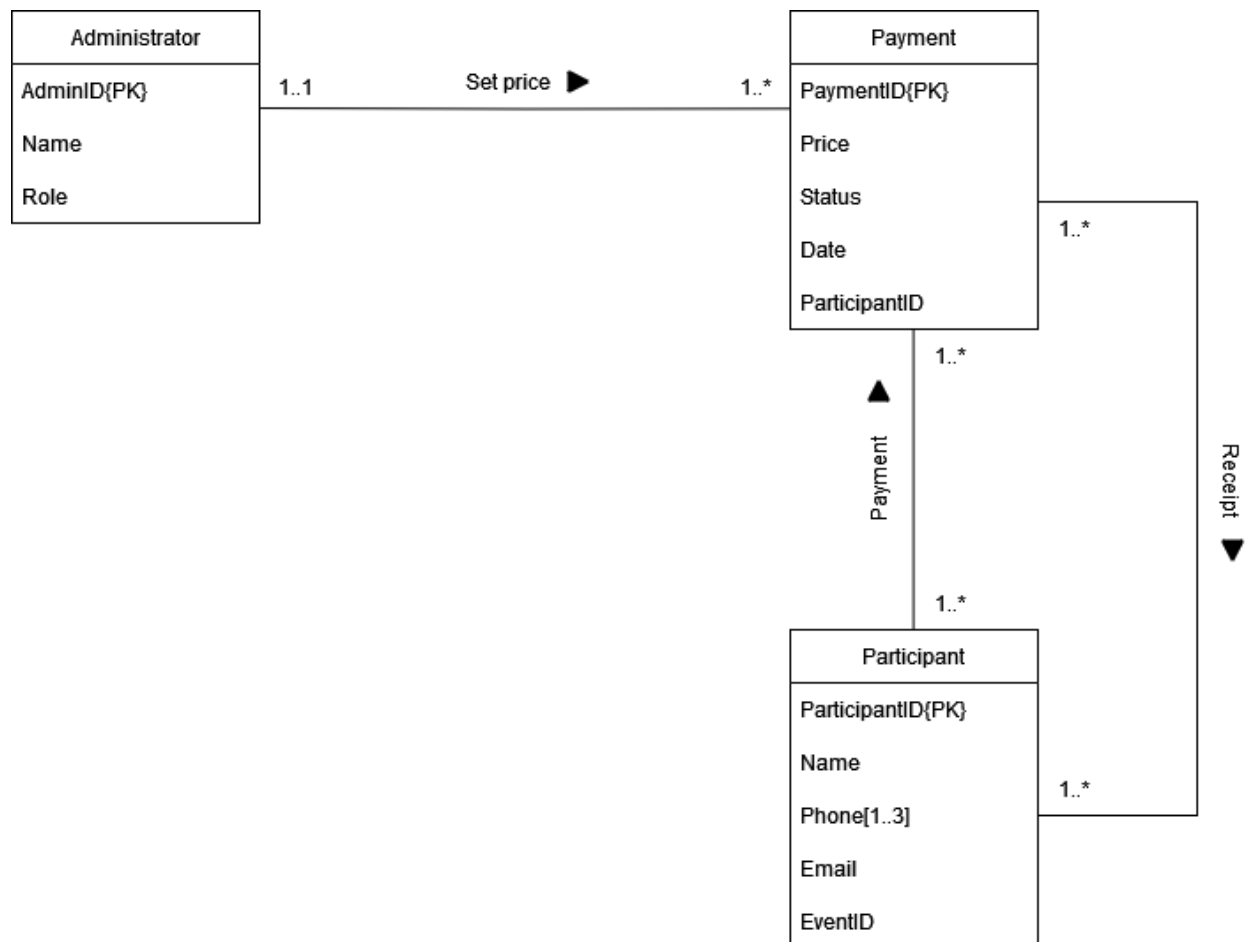 Administrator
AdminID{PK}
Name
Role
1..1
Set price
1..*
Payment
PaymentID{PK}
Price
Status
Date
ParticipantID
1..*
1..*
Payment
Receipt
1..*
Participant
ParticipantID{PK}
Name
Phone[1..3]
Email
EventID
1..*